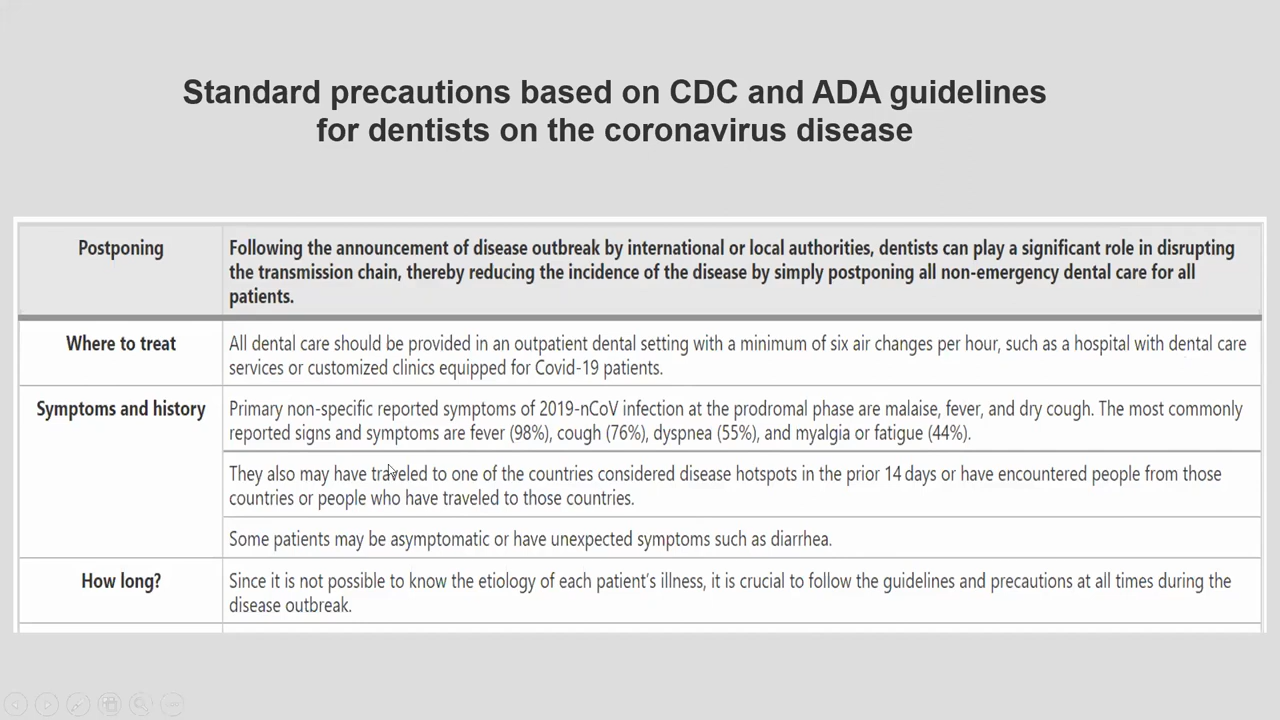 Standard precautions based on CDC and ADA guidelines
for dentists on the coronavirus disease
Postponing
Following the announcement of disease outbreak by international or local authorities, dentists can play a significant role in disrupting
the transmission chain, thereby reducing the incidence of the disease by simply postponing all non-emergency dental care for all
patients.
Where to treat
All dental care should be provided in an outpatient dental setting with a minimum of six air changes per hour, such as a hospital with dental care
services or customized clinics equipped for Covid-19 patients.
Symptoms and history
Primary non-specific reported symptoms of 2019-nCoV infection at the prodromal phase are malaise, fever, and dry cough. The most commonly
reported signs and symptoms are fever (98%), cough (76%), dyspnea (55%), and myalgia or fatigue (44%).
They also may have traveled to one of the countries considered disease hotspots in the prior 14 days or have encountered people from those
countries or people who have traveled to those countries.
Some patients may be asymptomatic or have unexpected symptoms such as diarrhea.
How long?
Since it is not possible to know the etiology of each patient's illness, it is crucial to follow the guidelines and precautions at all times during the
disease outbreak.